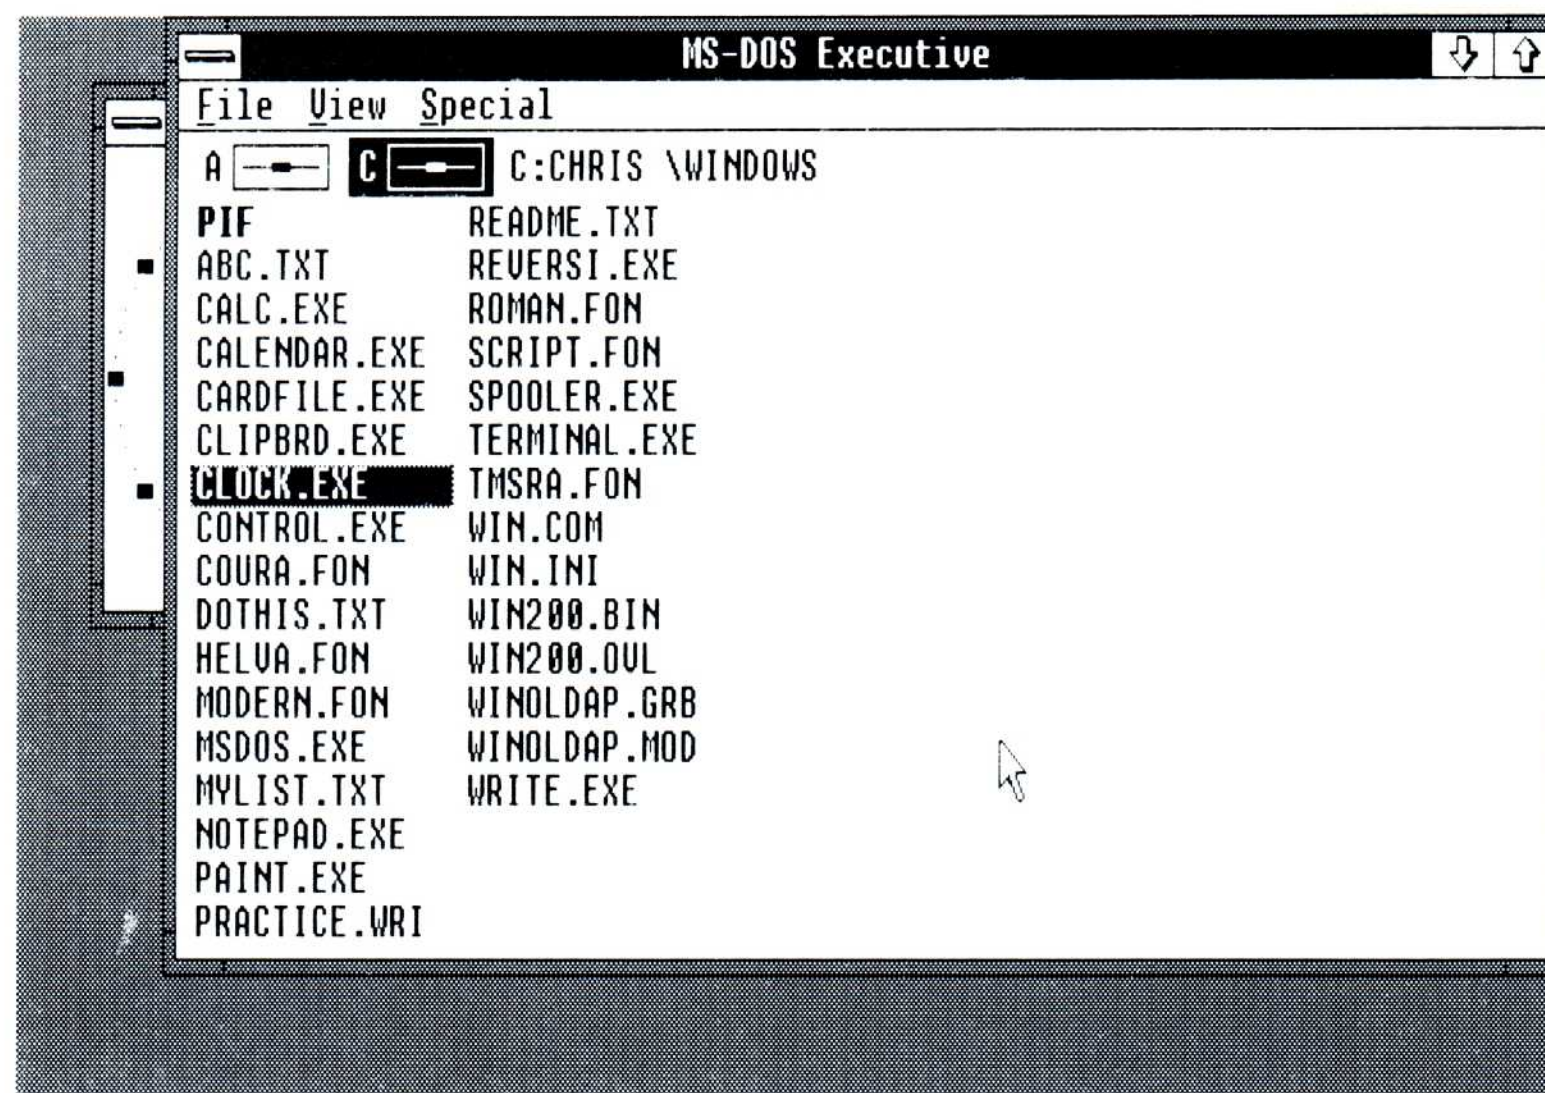 MS-DOS Executive
File View Special
A C C:CHRIS \WINDOWS
PIF
ABC.TXT
CALC.EXE
CALENDAR.EXE
CARDFILE.EXE
CLIPBRD.EXE
CLOCK.EXE
CONTROL.EXE
COURA.FON
DOTHIS.TXT
HELVA.FON
MODERN.FON
MSDOS.EXE
MYLIST.TXT
NOTEPAD.EXE
PAINT.EXE
PRACTICE.WRI
README.TXT
REVERSI.EXE
ROMAN.FON
SCRIPT.FON
SPOOLER.EXE
TERMINAL.EXE
TMSRA.FON
WIN.COM
WIN.INI
WIN200.BIN
WIN200.OVL
WINOLDAP.GRB
WINOLDAP.MOD
WRITE.EXE